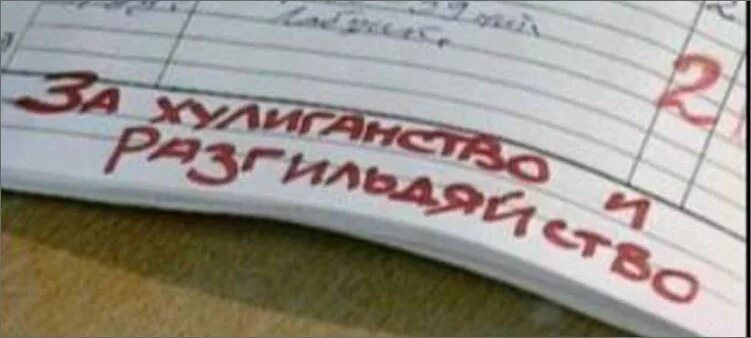 2
За хулиганство и
разгильдяйство